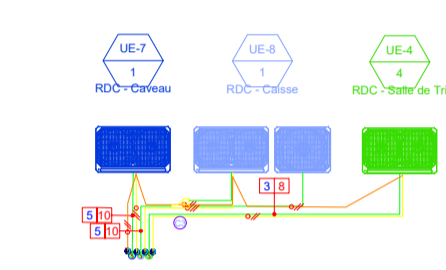 UE-7
1
RDC - Caveau
UE-8
1
RDC - Caisse
UE-4
4
RDC - Salle de Tri
3 8
5 10
5 10